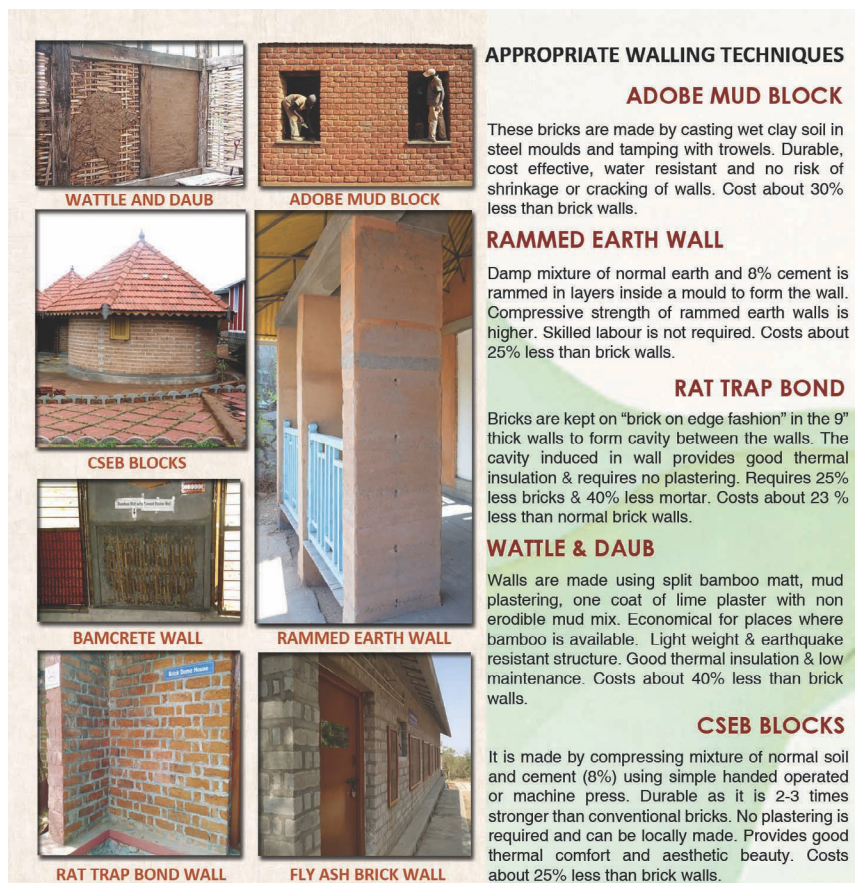 APPROPRIATE WALLING TECHNIQUES
WATTLE AND DAUB
ADOBE MUD BLOCK
CSEB BLOCKS
BAMCRETE WALL
RAMMED EARTH WALL
Brick Dome House
RAT TRAP BOND WALL
FLY ASH BRICK WALL
ADOBE MUD BLOCK
These bricks are made by casting wet clay soil in
steel moulds and tamping with trowels. Durable,
cost effective, water resistant and no risk of
shrinkage or cracking of walls. Cost about 30%
less than brick walls.
RAMMED EARTH WALL
Damp mixture of normal earth and 8% cement is
rammed in layers inside a mould to form the wall.
Compressive strength of rammed earth walls is
higher. Skilled labour is not required. Costs about
25% less than brick walls.
RAT TRAP BOND
Bricks are kept on “brick on edge fashion” in the 9”
thick walls to form cavity between the walls. The
cavity induced in wall provides good thermal
insulation & requires no plastering. Requires 25%
less bricks & 40% less mortar. Costs about 23 %
less than normal brick walls.
WATTLE & DAUB
Walls are made using split bamboo matt, mud
plastering, one coat of lime plaster with non
erodible mud mix. Economical for places where
bamboo is available. Light weight & earthquake
resistant structure. Good thermal insulation & low
maintenance. Costs about 40% less than brick
walls.
CSEB BLOCKS
It is made by compressing mixture of normal soil
and cement (8%) using simple handed operated
or machine press. Durable as it is 2-3 times
stronger than conventional bricks. No plastering is
required and can be locally made. Provides good
thermal comfort and aesthetic beauty. Costs
about 25% less than brick walls.